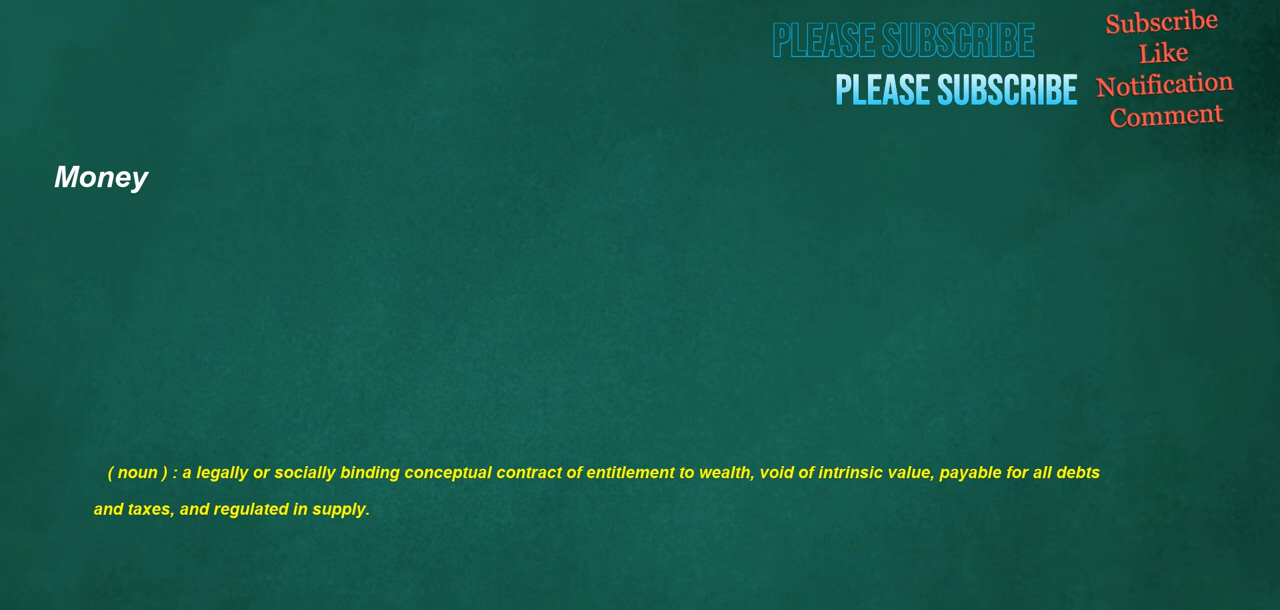 PLEASE SUBSCRIBE
PLEASE SUBSCRIBE
Subscribe
Like
Notification
Comment
Money
( noun ) : a legally or socially binding conceptual contract of entitlement to wealth, void of intrinsic value, payable for all debts
and taxes, and regulated in supply.